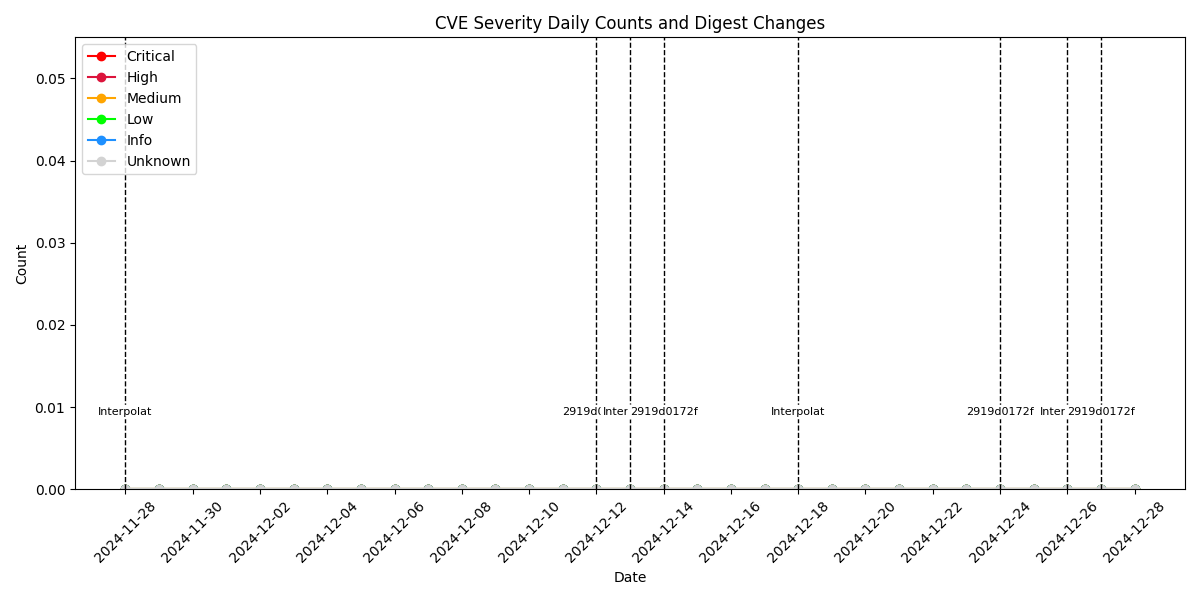 CVE Severity Daily Counts and Digest Changes
Critical
High
Medium
Low
Info
Unknown
0.05
0.04
0.03
0.02
0.01
0.00
Count
Interpolat
2919d0
Inter
2919d0172f
Interpolat
2919d0172f
Inter
2919d0172f
2024-11-28
2024-11-30
2024-12-02
2024-12-04
2024-12-06
2024-12-08
2024-12-10
2024-12-12
2024-12-14
2024-12-16
2024-12-18
2024-12-20
2024-12-22
2024-12-24
2024-12-26
2024-12-28
Date